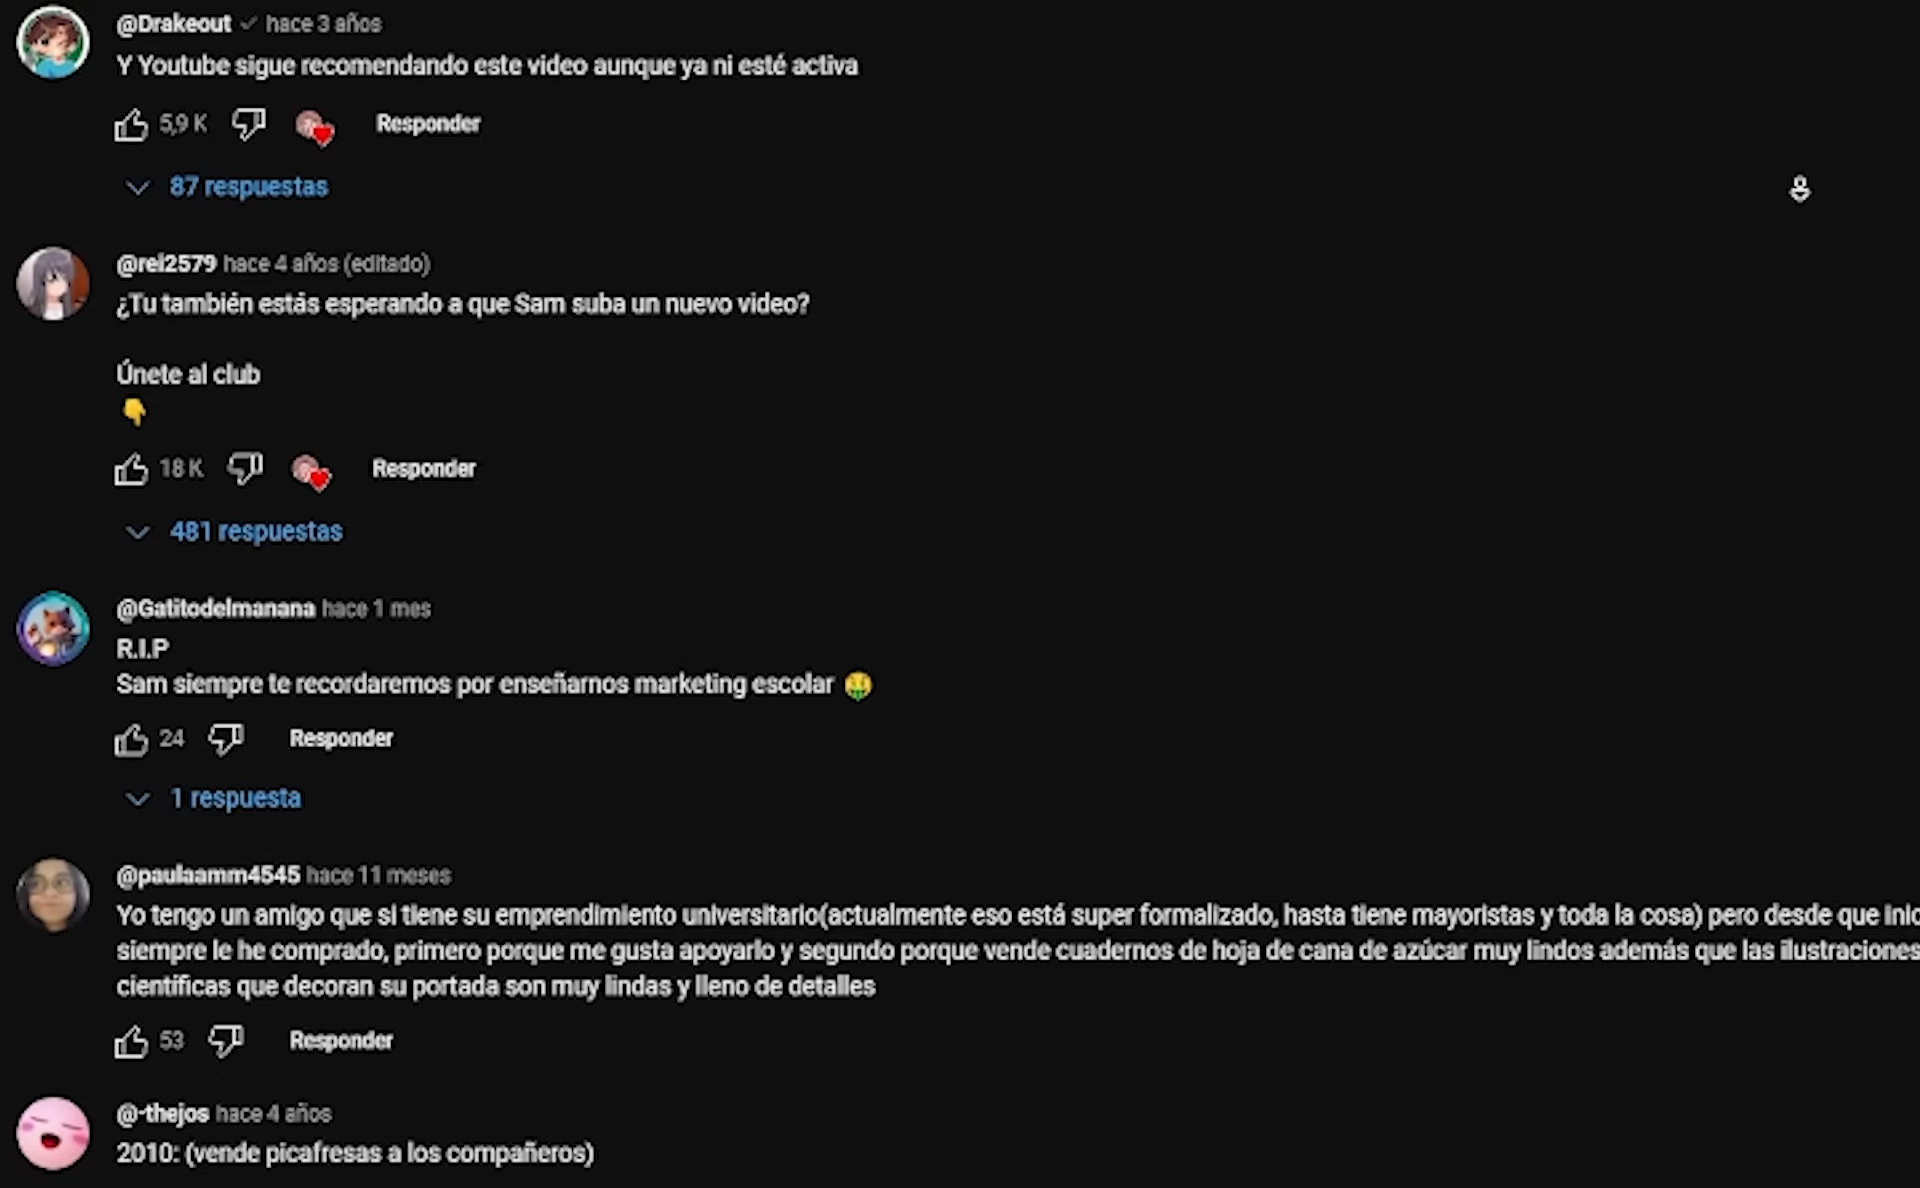 @Drakeout hace 3 años
Y Youtube sigue recomendando este video aunque ya ni esté activa
5,9 K Responder
87 respuestas
@rei2579 hace 4 años (editado)
¿Tu también estás esperando a que Sam suba un nuevo video?
Únete al club
18 K Responder
481 respuestas
@Gatitodelmanana hace 1 mes
R.I.P
Sam siempre te recordaremos por enseñarnos marketing escolar
24 Responder
1 respuesta
@paulaamm4545 hace 11 meses
Yo tengo un amigo que si tiene su emprendimiento universitario(actualmente eso está super formalizado, hasta tiene mayoristas y toda la cosa) pero desde que
siempre le he comprado, primero porque me gusta apoyarlo y segundo porque vende cuadernos de hoja de cana de azúcar muy lindos además que las ilustraciones
científicas que decoran su portada son muy lindas y lleno de detalles
53 Responder
@-thejos hace 4 años
2010: (vende picafresas a los compañeros)